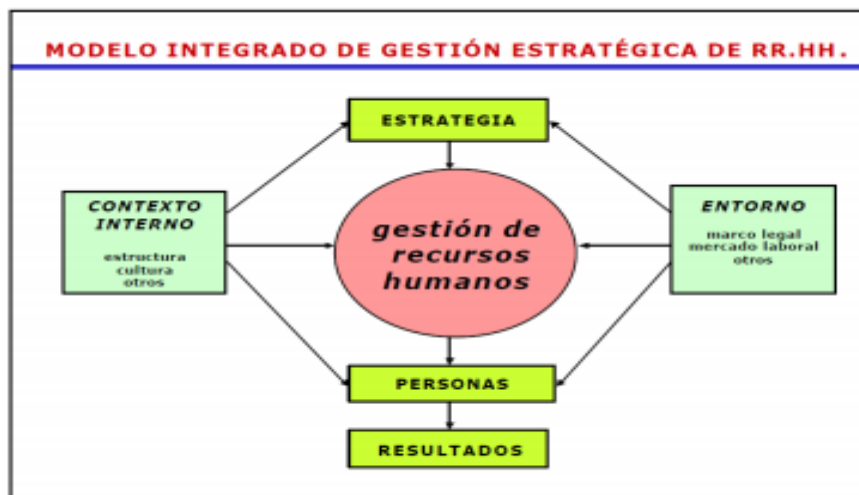 MODELO INTEGRADO DE GESTIÓN ESTRATÉGICA DE RR.HH.
ESTRATEGIA
CONTEXTO
INTERNO
estructura
cultura
otros
gestión de
recursos
humanos
ENTORNO
marco legal
mercado laboral
otros
PERSONAS
RESULTADOS